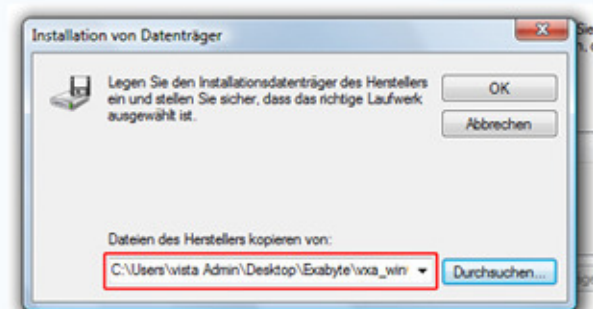 Installation von Datenträger
Legen Sie den Installationsdatenträger des Herstellers
ein und stellen Sie sicher, dass das richtige Laufwerk
ausgewählt ist.
OK
Abbrechen
Dateien des Herstellers kopieren von:
C:\Users\vista Admin\Desktop\Exabyte\vxa_win
Durchsuchen...